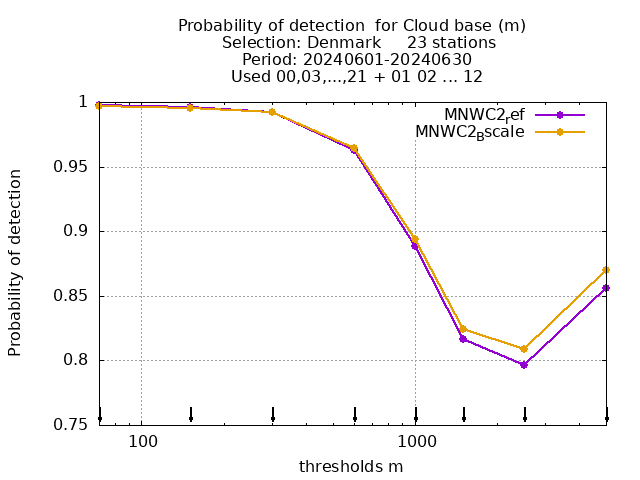 Probability of detection  for Cloud base (m)
Selection: Denmark     23 stations
Period: 20240601-20240630
Used 00,03,...,21 + 01 02 ... 12
MNWC2ref
MNWC2Bscale
1
0.95
0.9
0.85
0.8
0.75
Probability of detection
100
1000
thresholds m